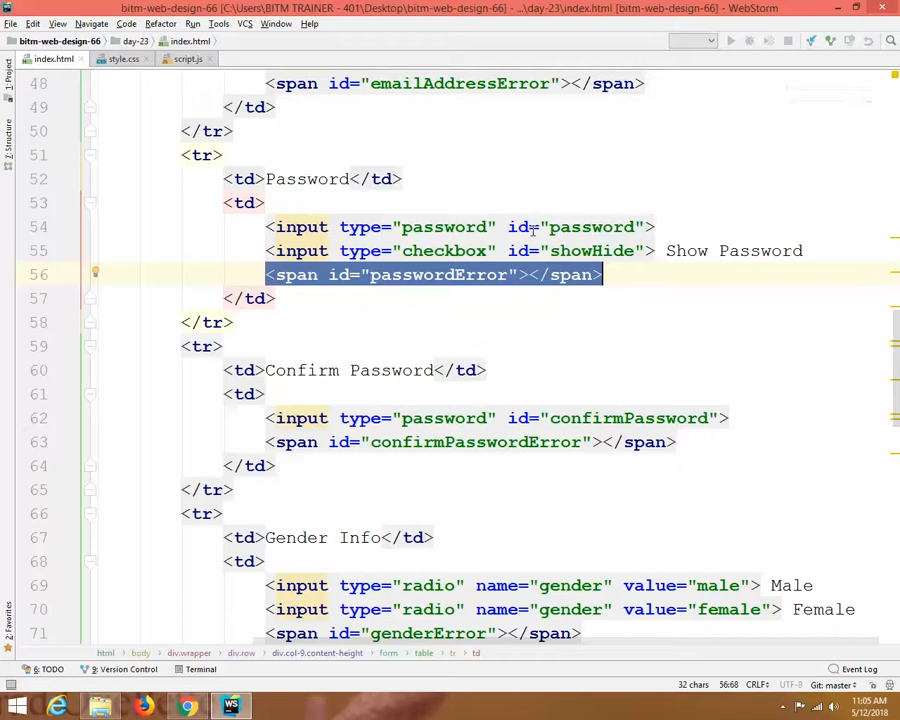 bitm-web-design-66 [C:\Users\BITM TRAINER - 401\Desktop\bitm-web-design-66] - ...\day-23\index.html [bitm-web-design-66] - WebStorm
File Edit View Navigate Code Refactor Run Tools VCS Window Help
bitm-web-design-66 day-23 index.html
index.html style.css script.js
1: Project
Z: Structure
2: Favorites
48 <span id="emailAddressError"></span>
49 </td>
50 </tr>
51 <tr>
52 <td>Password</td>
53 <td>
54 <input type="password" id="password">
55 <input type="checkbox" id="showHide"> Show Password
56 <span id="passwordError"></span>
57 </td>
58 </tr>
59 <tr>
60 <td>Confirm Password</td>
61 <td>
62 <input type="password" id="confirmPassword">
63 <span id="confirmPasswordError"></span>
64 </td>
65 </tr>
66 <tr>
67 <td>Gender Info</td>
68 <td>
69 <input type="radio" name="gender" value="male"> Male
70 <input type="radio" name="gender" value="female"> Female
71 <span id="genderError"></span>
html body div.wrapper div.row div.col-9.content-height form table tr td
6: TODO 9: Version Control Terminal Event Log
32 chars 56:68 CRLF÷ UTF-8 Git: master÷
WS 11:05 AM
5/12/2018